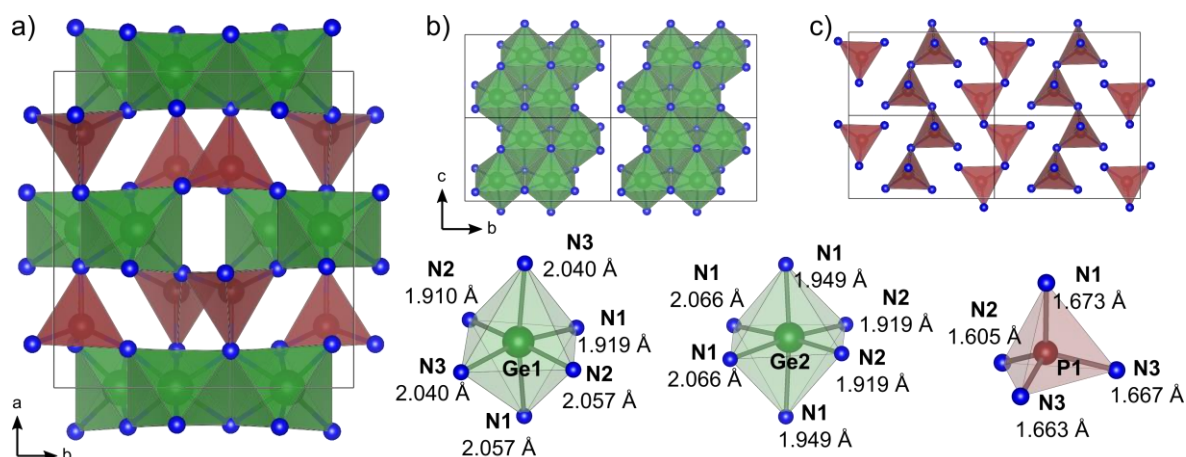 a)
b)
c)
a
b
c
b
N3
2.040 Å
N2
1.910 Å
N1
1.919 Å
Ge1
N3
2.040 Å
N2
2.057 Å
N1
2.057 Å
N1
1.949 Å
N1
2.066 Å
N2
1.919 Å
Ge2
N1
2.066 Å
N2
1.919 Å
N1
1.949 Å
N1
1.673 Å
N2
1.605 Å
P1
N3
1.667 Å
N3
1.663 Å